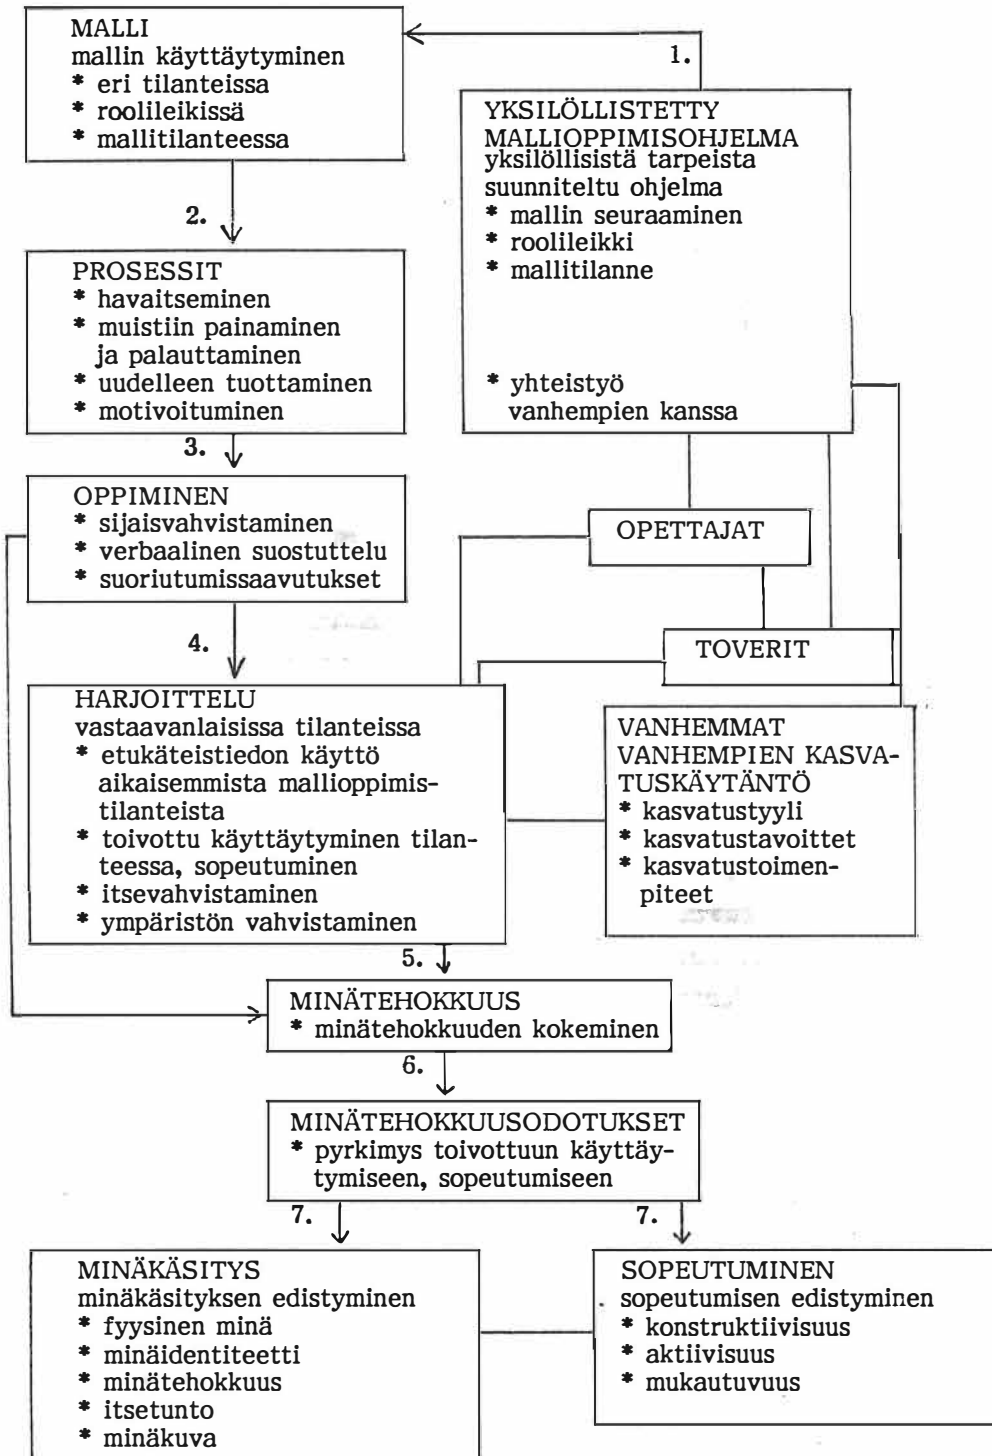 MALLI
mallin käyttäytyminen
* eri tilanteissa
* roolileikissä
* mallitilanteessa
1.
YKSILÖLLISTETTY
MALLIOPPIMISOHJELMA
yksilöllisistä tarpeista
suunniteltu ohjelma
* mallin seuraaminen
* roolileikki
* mallitilanne
* yhteistyö
vanhempien kanssa
2.
PROSESSIT
* havaitseminen
* muistiin painaminen
ja palauttaminen
* uudelleen tuottaminen
* motivoituminen
3.
OPPIMINEN
* sijaisvahvistaminen
* verbaalinen suostuttelu
* suoriutumissaavutukset
OPETTAJAT
4.
TOVERIT
HARJOITTELU
vastaavanlaisissa tilanteissa
* etukäteistiedon käyttö
aikaisemmista mallioppimis-
tilanteista
* toivottu käyttäytyminen tilan-
teessa, sopeutuminen
* itsevahvistaminen
* ympäristön vahvistaminen
VANHEMMAT
VANHEMPIEN KASVA-
TUSKÄYTÄNTÖ
* kasvatustyyli
* kasvatustavoittet
* kasvatustoimen-
piteet
5.
MINÄTEHOKKUUS
* minätehokkuuden kokeminen
6.
MINÄTEHOKKUUSODOTUKSET
* pyrkimys toivottuun käyttäy-
tymiseen, sopeutumiseen
7.
7.
MINÄKÄSITYS
minäkäsityksen edistyminen
* fyysinen minä
* minäidentiteetti
* minätehokkuus
* itsetunto
* minäkuva
SOPEUTUMINEN
sopeutumisen edistyminen
* konstruktiivisuus
* aktiivisuus
* mukautuvuus